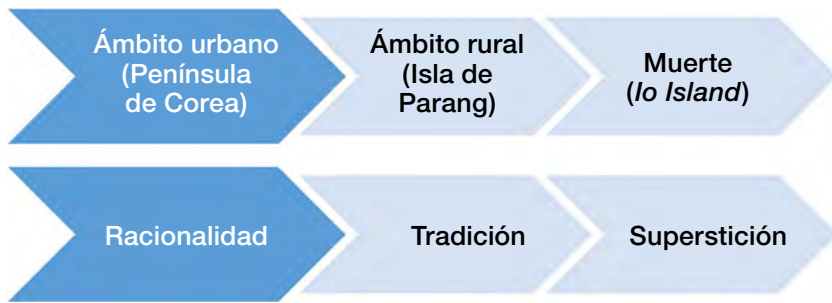 Ámbito urbano
(Península
de Corea)
Ámbito rural
(Isla de
Parang)
Muerte
(Io Island)
Racionalidad
Tradición
Superstición